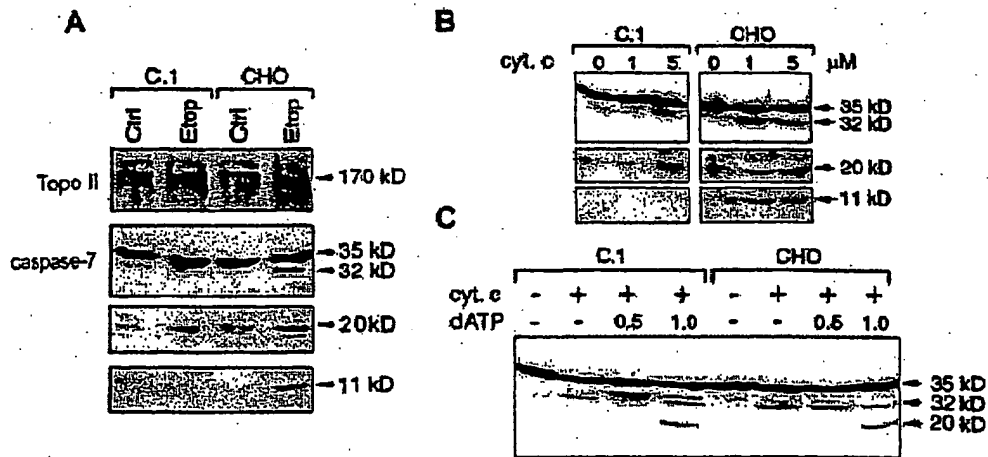 A
C.1 CHO
Ctrl Etop Ctrl Etop
Topo II 170 kD
caspase-7 35 kD
32 kD
20kD
11 kD
B
C.1 CHO
cyt. c 0 1 5 0 1 5 μM
35 kD
32 kD
20 kD
11 kD
C
C.1 CHO
cyt. c - + + + - + + +
dATP - - 0.5 1.0 - - 0.5 1.0
35 kD
32 kD
20 kD